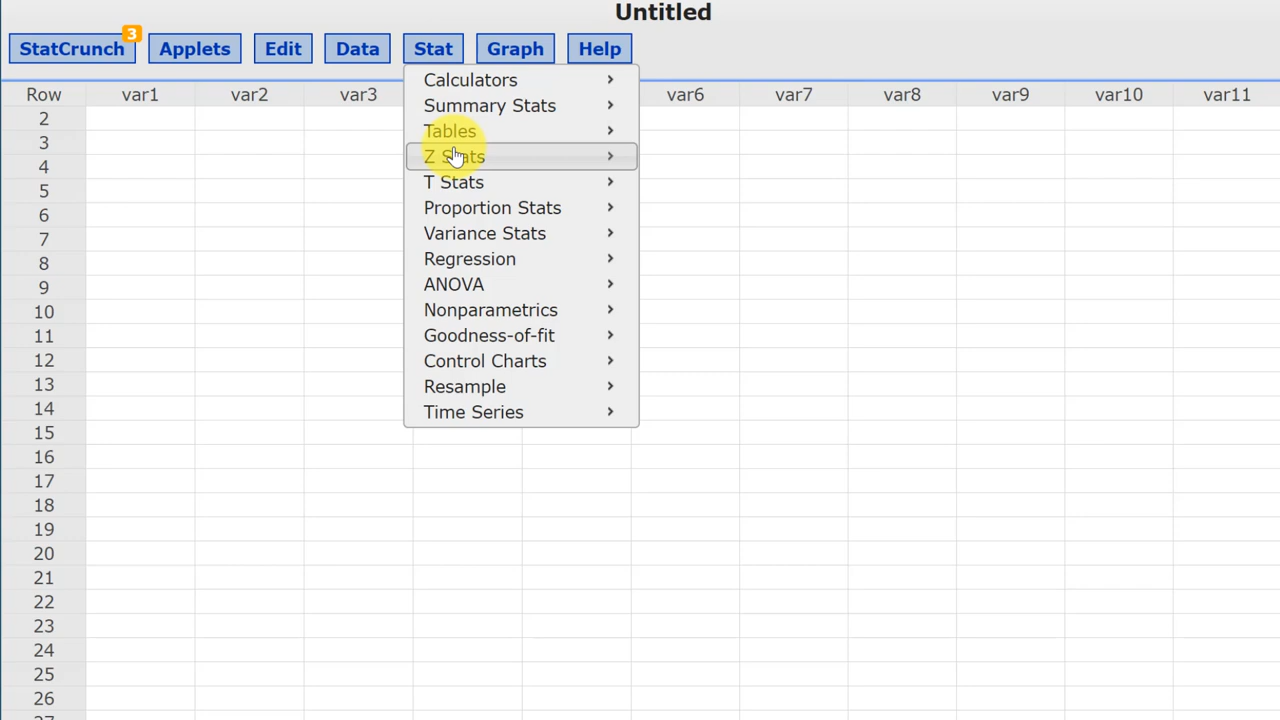 Untitled
StatCrunch 3 Applets Edit Data Stat Graph Help
Row var1 var2 var3 var6 var7 var8 var9 var10 var11
Calculators
Summary Stats
Tables
Z Stats
T Stats
Proportion Stats
Variance Stats
Regression
ANOVA
Nonparametrics
Goodness-of-fit
Control Charts
Resample
Time Series
2
3
4
5
6
7
8
9
10
11
12
13
14
15
16
17
18
19
20
21
22
23
24
25
26